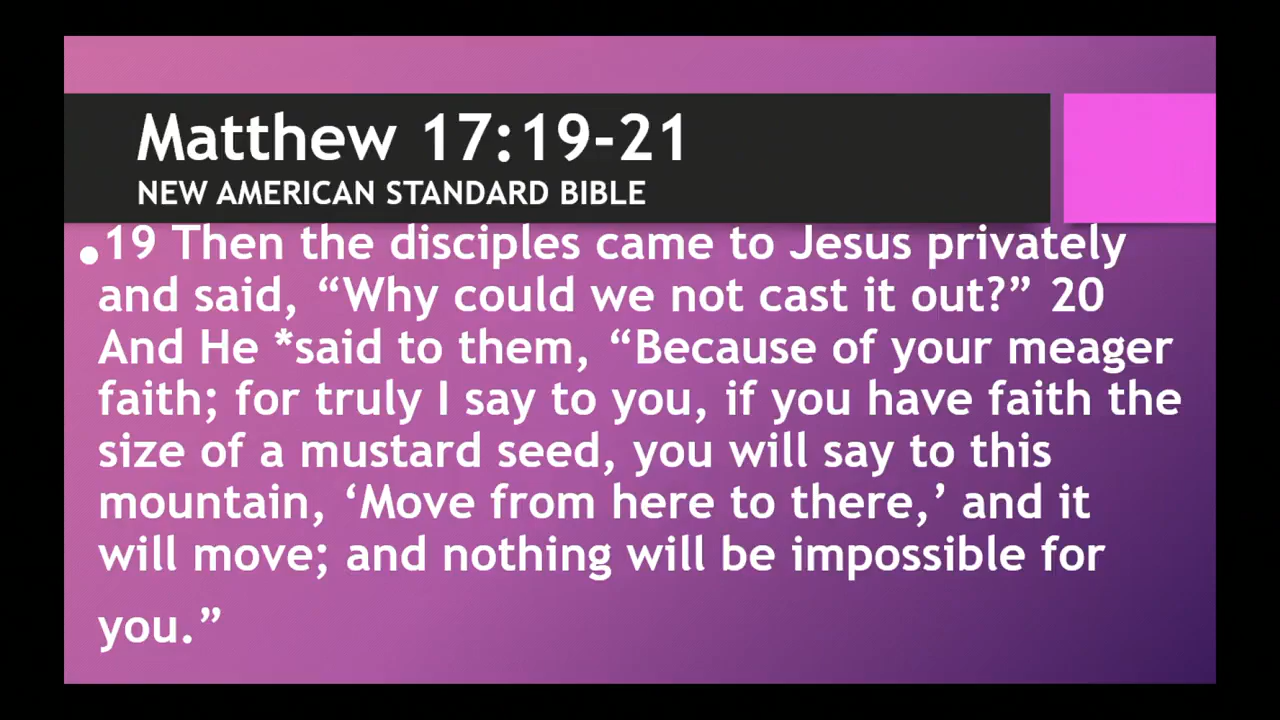 Matthew 17:19-21
NEW AMERICAN STANDARD BIBLE
•19 Then the disciples came to Jesus privately
and said, “Why could we not cast it out?” 20
And He *said to them, “Because of your meager
faith; for truly I say to you, if you have faith the
size of a mustard seed, you will say to this
mountain, ‘Move from here to there,’ and it
will move; and nothing will be impossible for
you.”